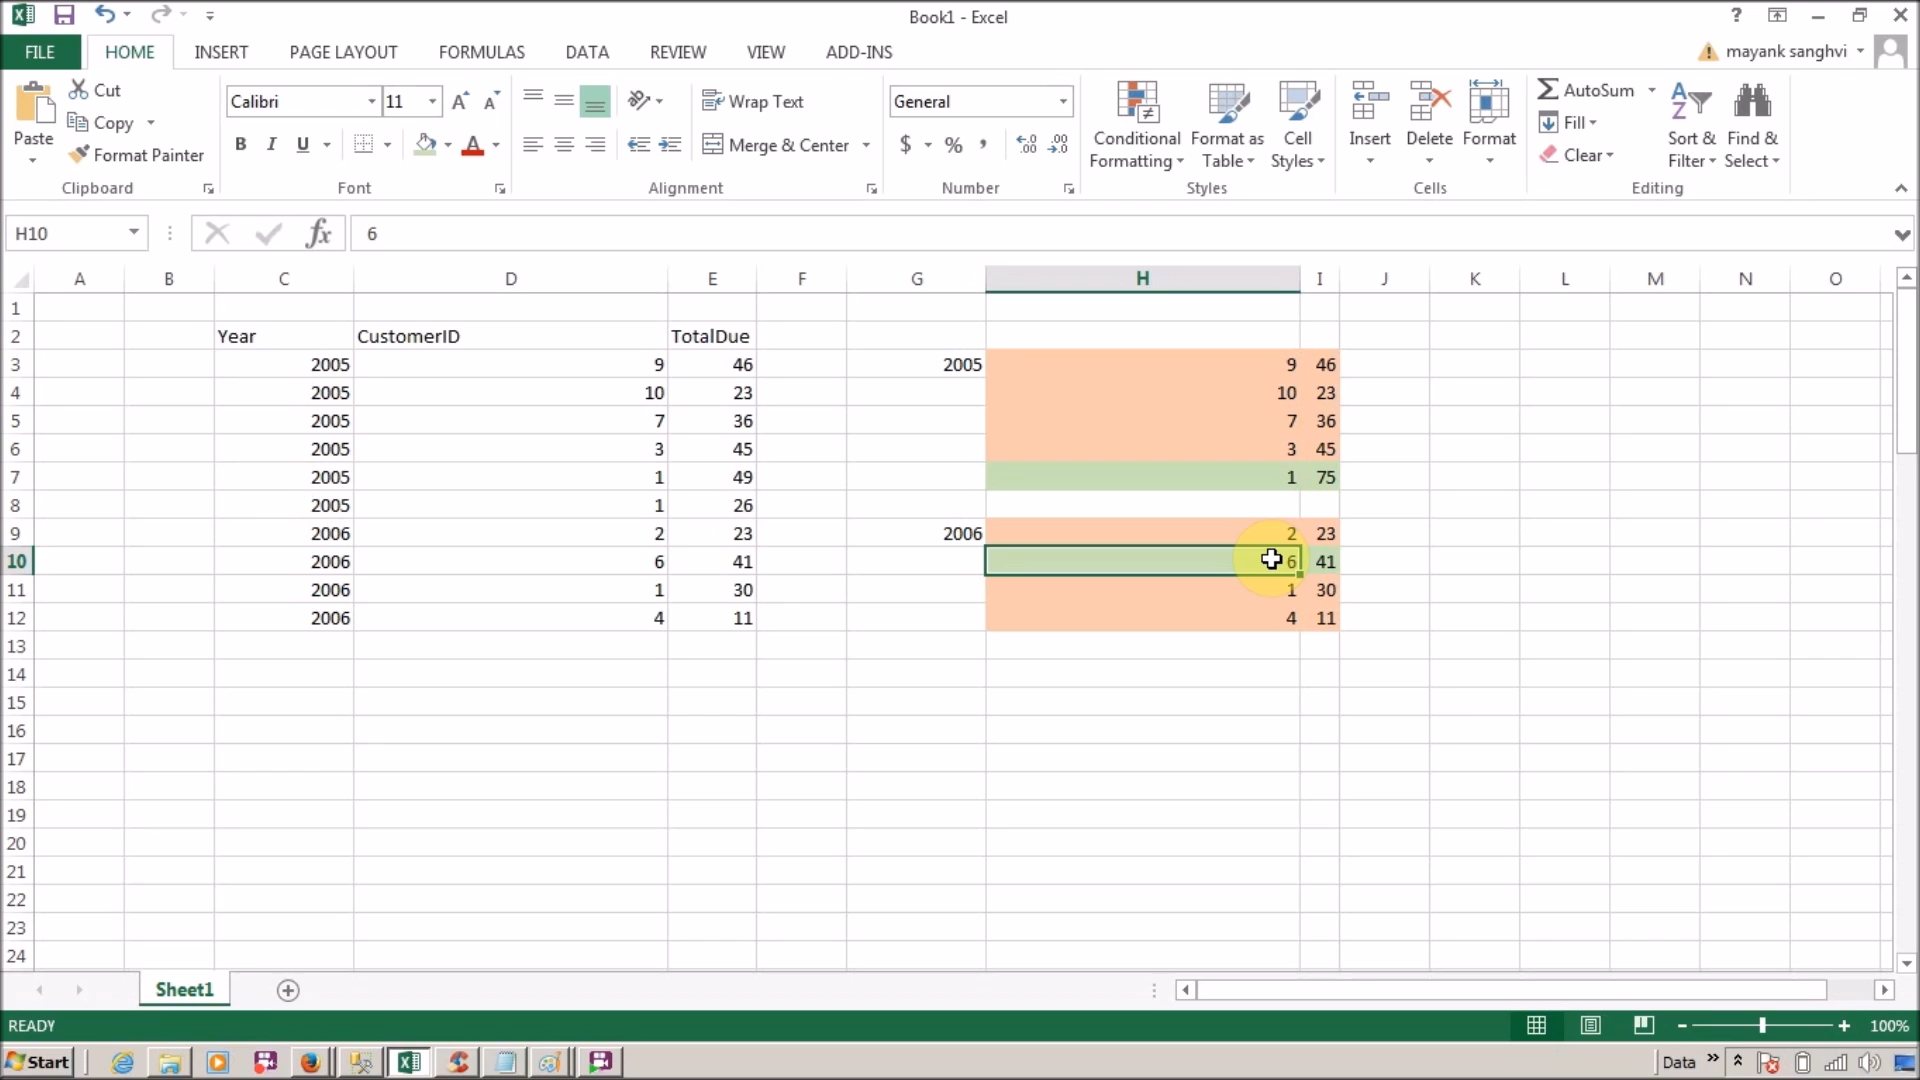 Book1 - Excel
?
FILE HOME INSERT PAGE LAYOUT FORMULAS DATA REVIEW VIEW ADD-INS mayank sanghvi
Paste
Cut
Copy
Format Painter
Clipboard
Calibri 11
B I U A
Font
Wrap Text
Merge & Center
Alignment
General
$ % , .00 .0
Number
Conditional Formatting
Format as Table
Cell Styles
Styles
Insert Delete Format
Cells
AutoSum
Fill
Clear
Sort & Filter
Find & Select
Editing
H10 fx 6
A B C D E F G H I J K L M N O
1
2 Year CustomerID TotalDue
3 2005 9 46 2005 9 46
4 2005 10 23 10 23
5 2005 7 36 7 36
6 2005 3 45 3 45
7 2005 1 49 1 75
8 2005 1 26
9 2006 2 23 2006 2 23
10 2006 6 41 6 41
11 2006 1 30 1 30
12 2006 4 11 4 11
13
14
15
16
17
18
19
20
21
22
23
24
Sheet1
READY 100%
Start Data